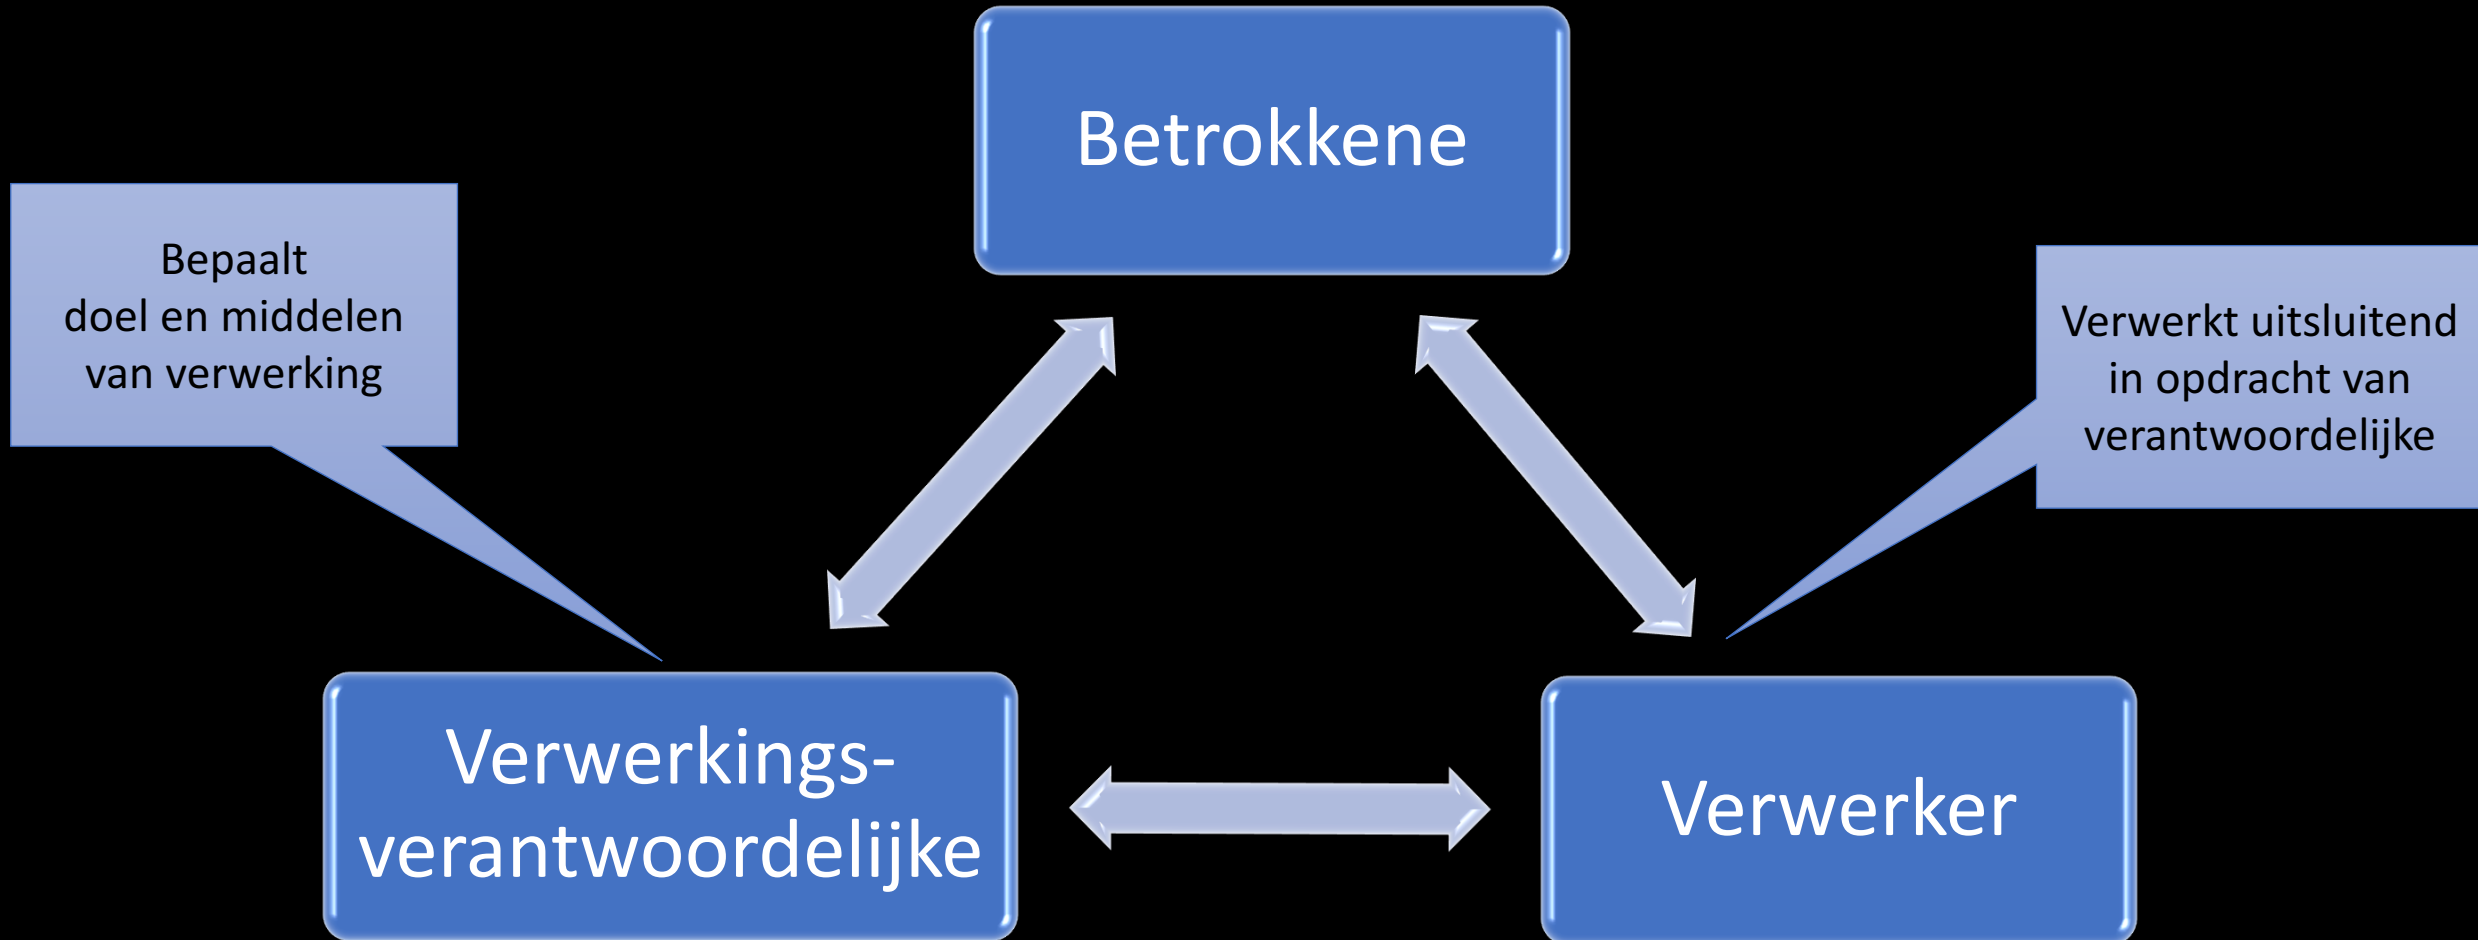 Betrokkene
Bepaalt
doel en middelen
van verwerking
Verwerkt uitsluitend
in opdracht van
verantwoordelijke
Verwerkings-
verantwoordelijke
Verwerker